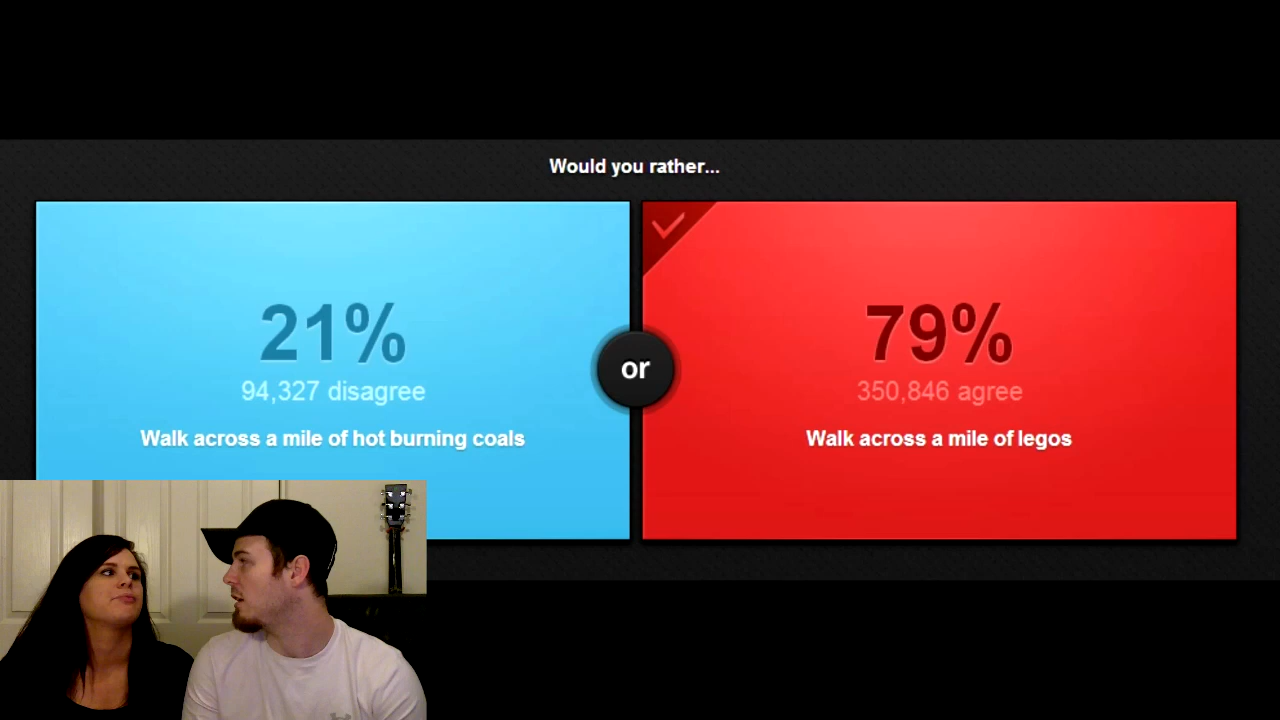 Would you rather...
21%
94,327 disagree
Walk across a mile of hot burning coals
or
79%
350,846 agree
Walk across a mile of legos